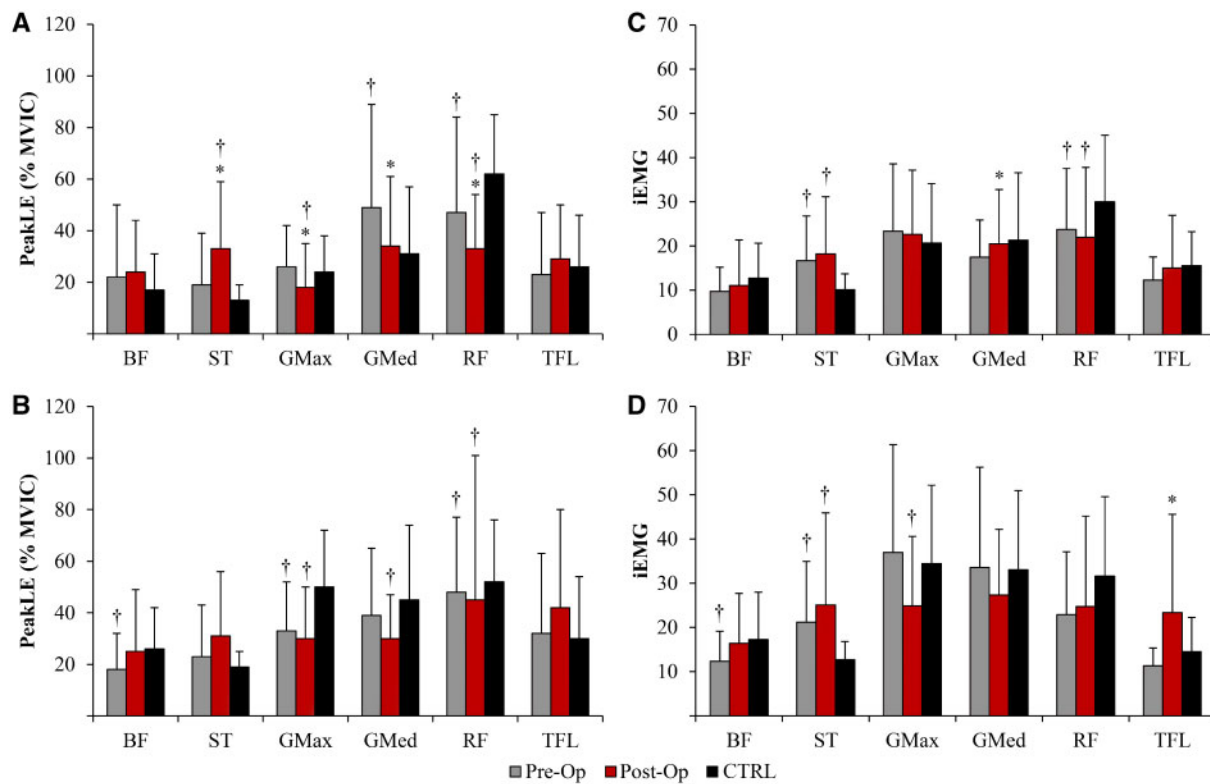 A
PeakLE (% MVIC)
120
100
80
60
40
20
†
*
†
*
†
†
*
†
†
*
BF ST GMax GMed RF TFL
C
iEMG
70
60
50
40
30
20
10
0
† † * † †
BF ST GMax GMed RF TFL
B
PeakLE (% MVIC)
120
100
80
60
40
20
† † † † † †
BF ST GMax GMed RF TFL
D
iEMG
70
60
50
40
30
20
10
† † † † *
BF ST GMax GMed RF TFL
Pre-Op Post-Op CTRL